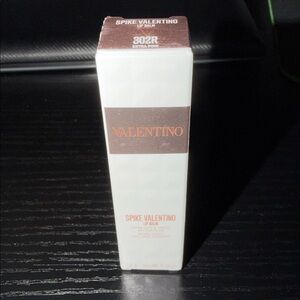 SPIKE VALENTINO
LIP BALM
302R
EXTRA PINK
VALENTINO
SPIKE VALENTINO
LIP BALM